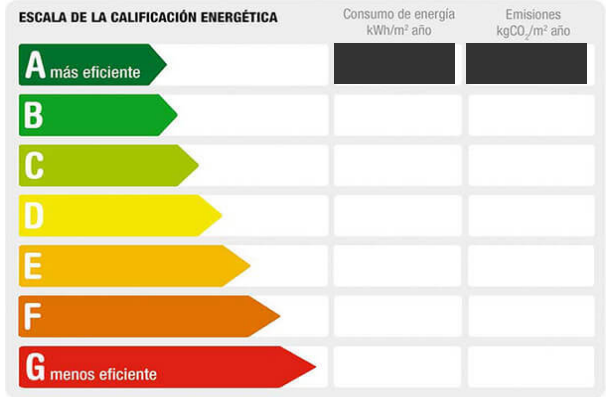 ESCALA DE LA CALIFICACIÓN ENERGÉTICA
Consumo de energía
kWh/m² año
Emisiones
kgCO₂/m² año
A más eficiente
B
C
D
E
F
G menos eficiente